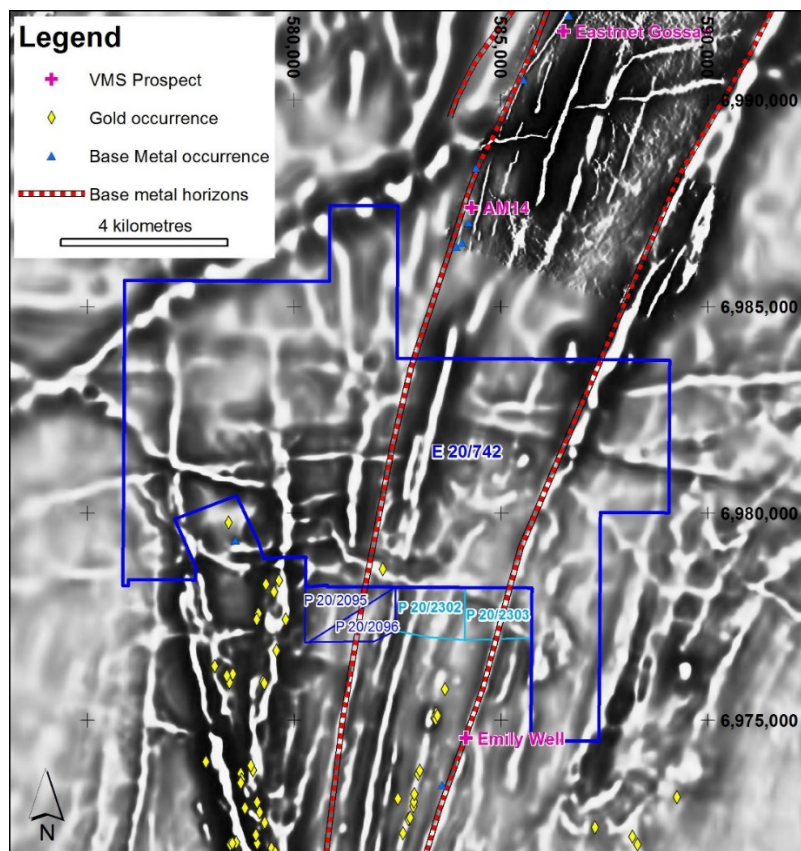 Legend
VMS Prospect
Gold occurrence
Base Metal occurrence
Base metal horizons
4 kilometres
580,000
585,000
590,000
Eastmet Gossan
6,990,000
AM14
6,985,000
E 20/742
6,980,000
P 20/2095
P 20/2096
P 20/2302
P 20/2303
6,975,000
Emily Well
N